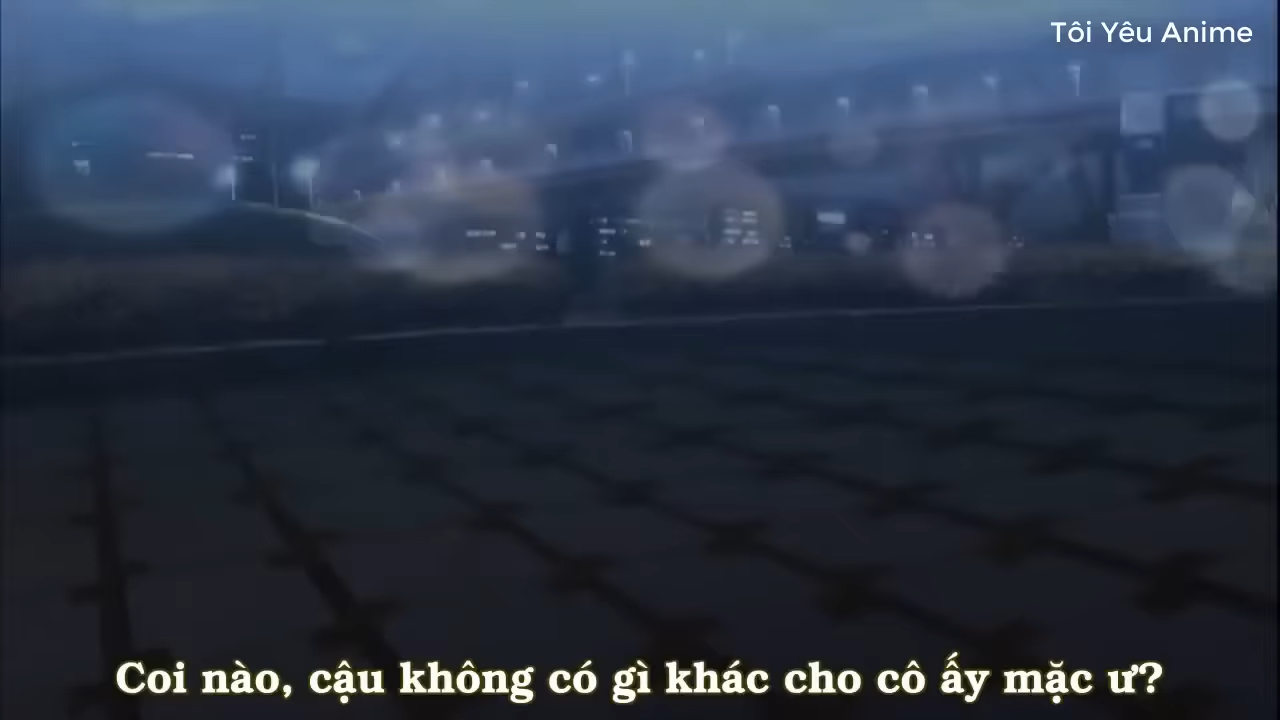 Tôi Yêu Anime
Coi nào, cậu không có gì khác cho cô ấy mặc ư?